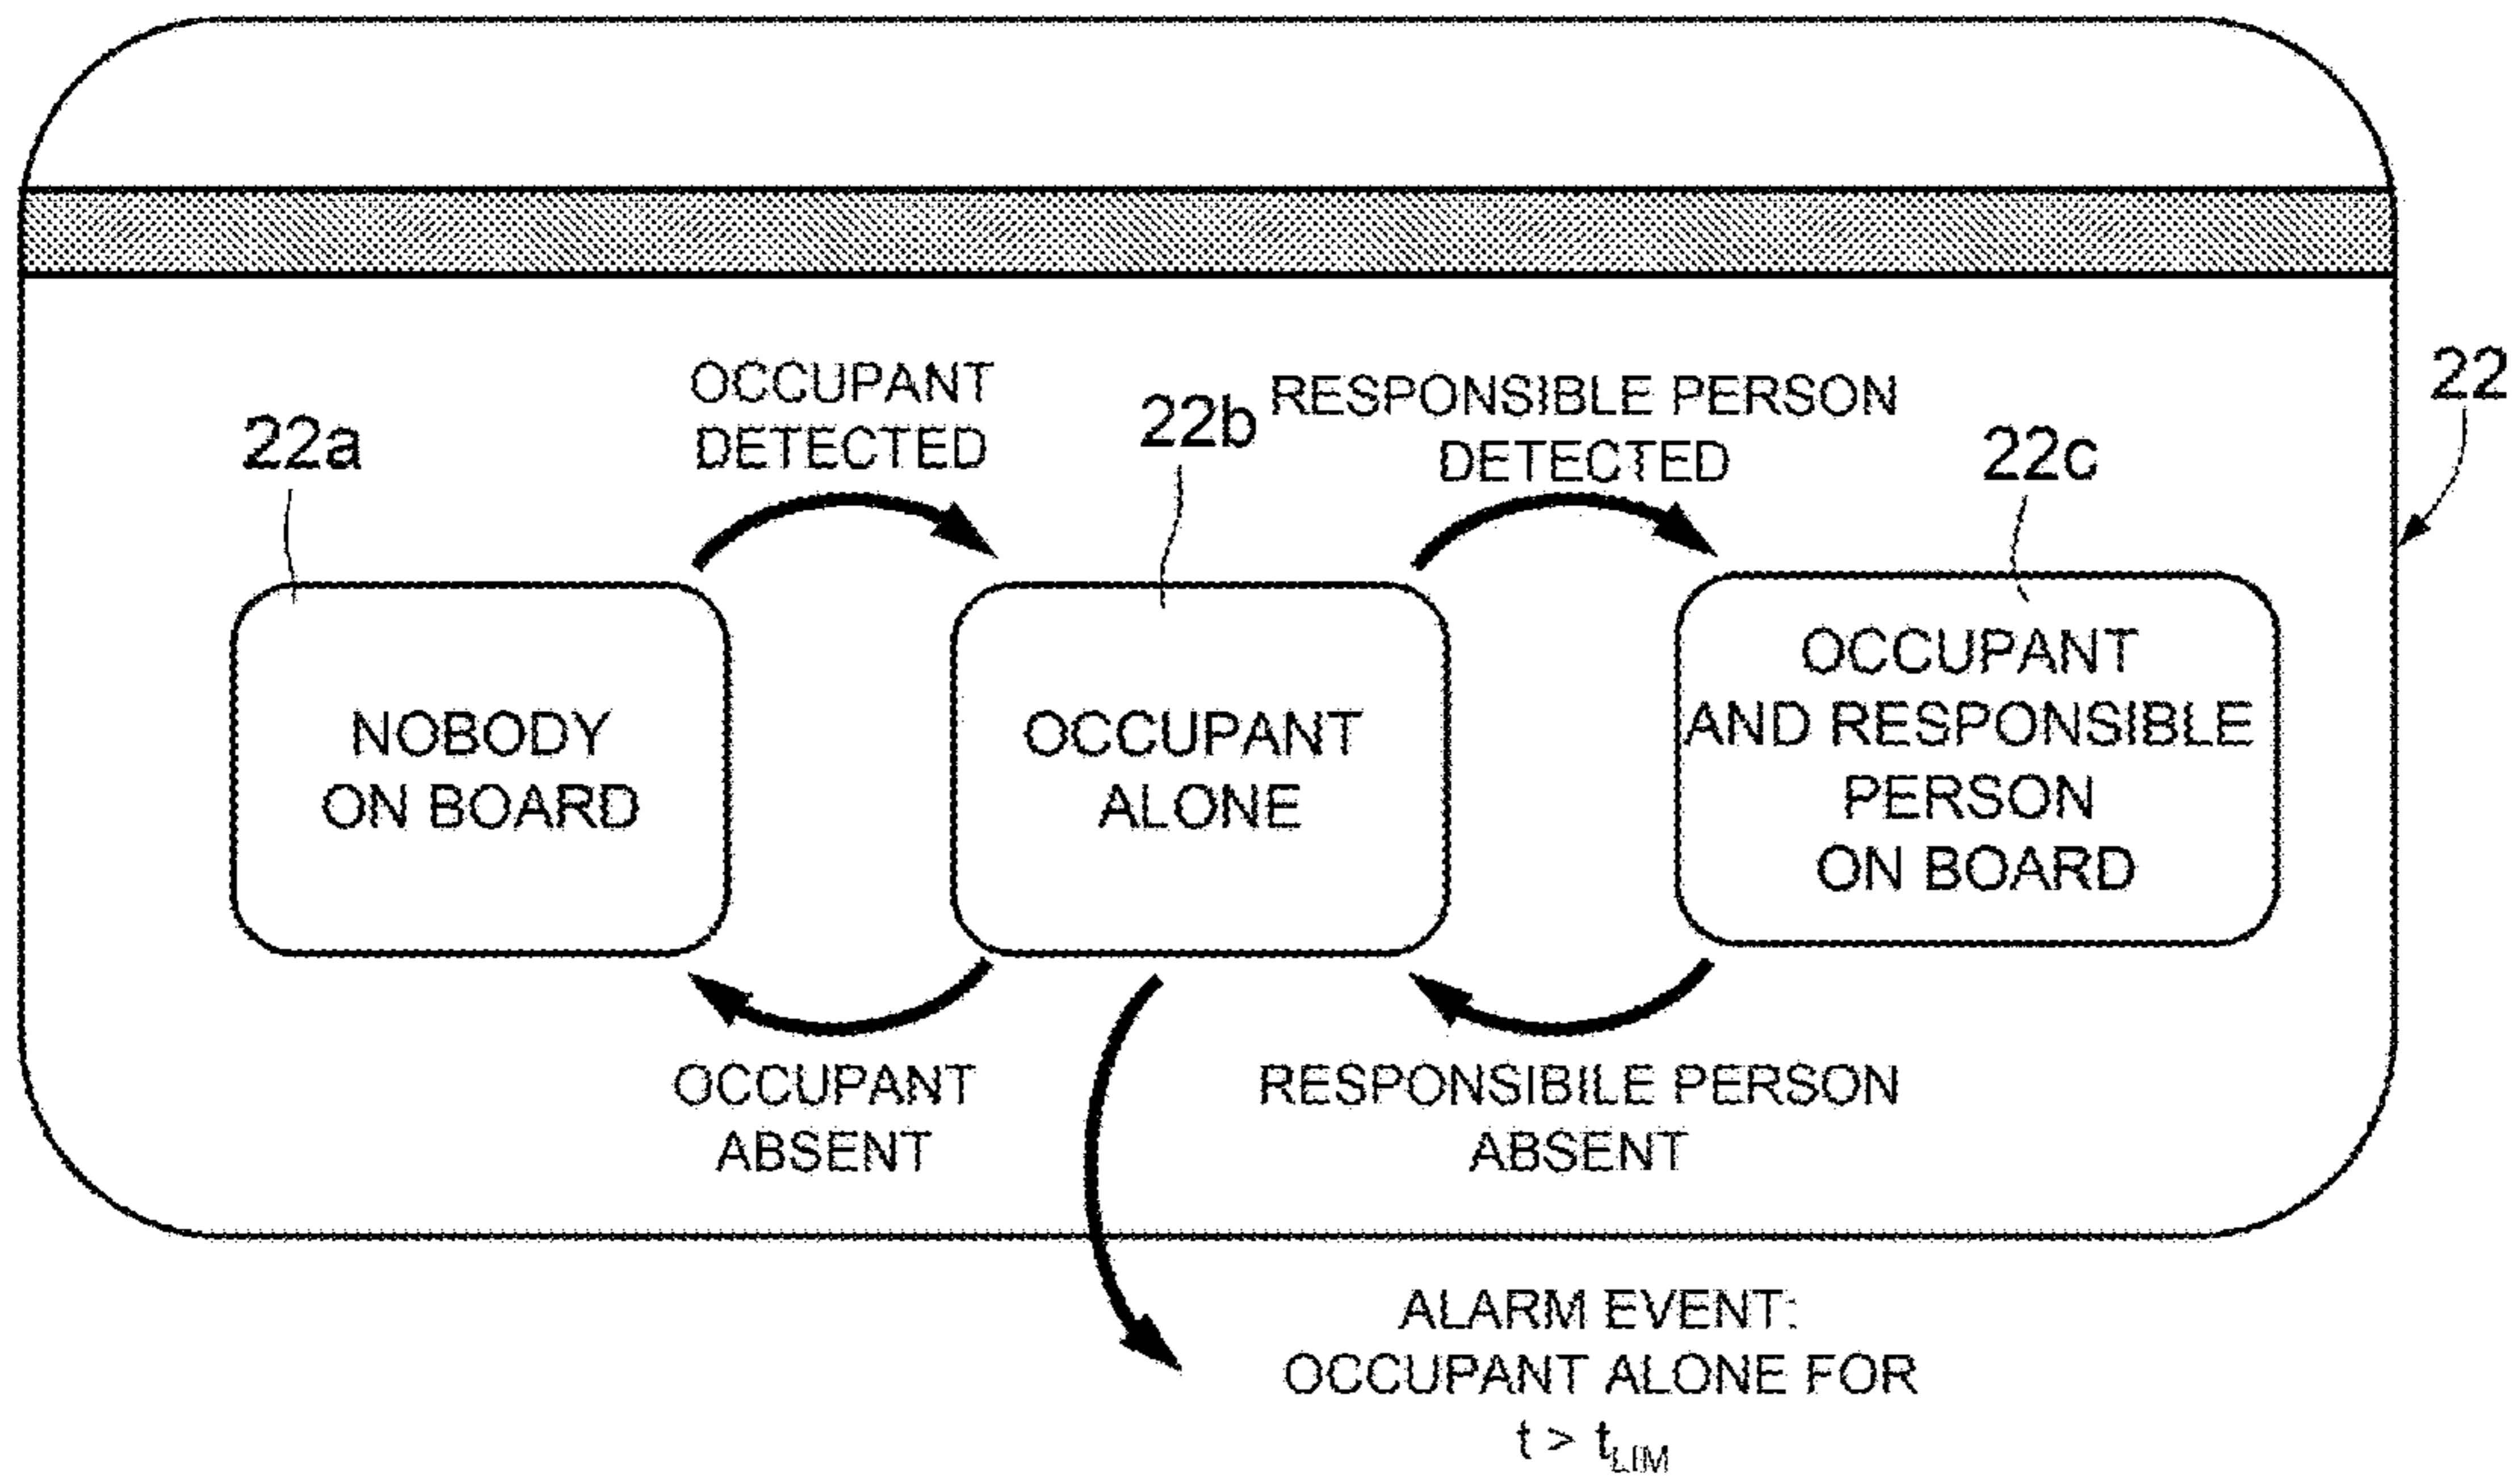 OCCUPANT
DETECTED
RESPONSIBLE PERSON
DETECTED
22
22a
22b
22c
NOBODY
ON BOARD
OCCUPANT
ALONE
OCCUPANT
AND RESPONSIBLE
PERSON
ON BOARD
OCCUPANT
ABSENT
RESPONSIBILE PERSON
ABSENT
ALARM EVENT:
OCCUPANT ALONE FOR
t > tLIM